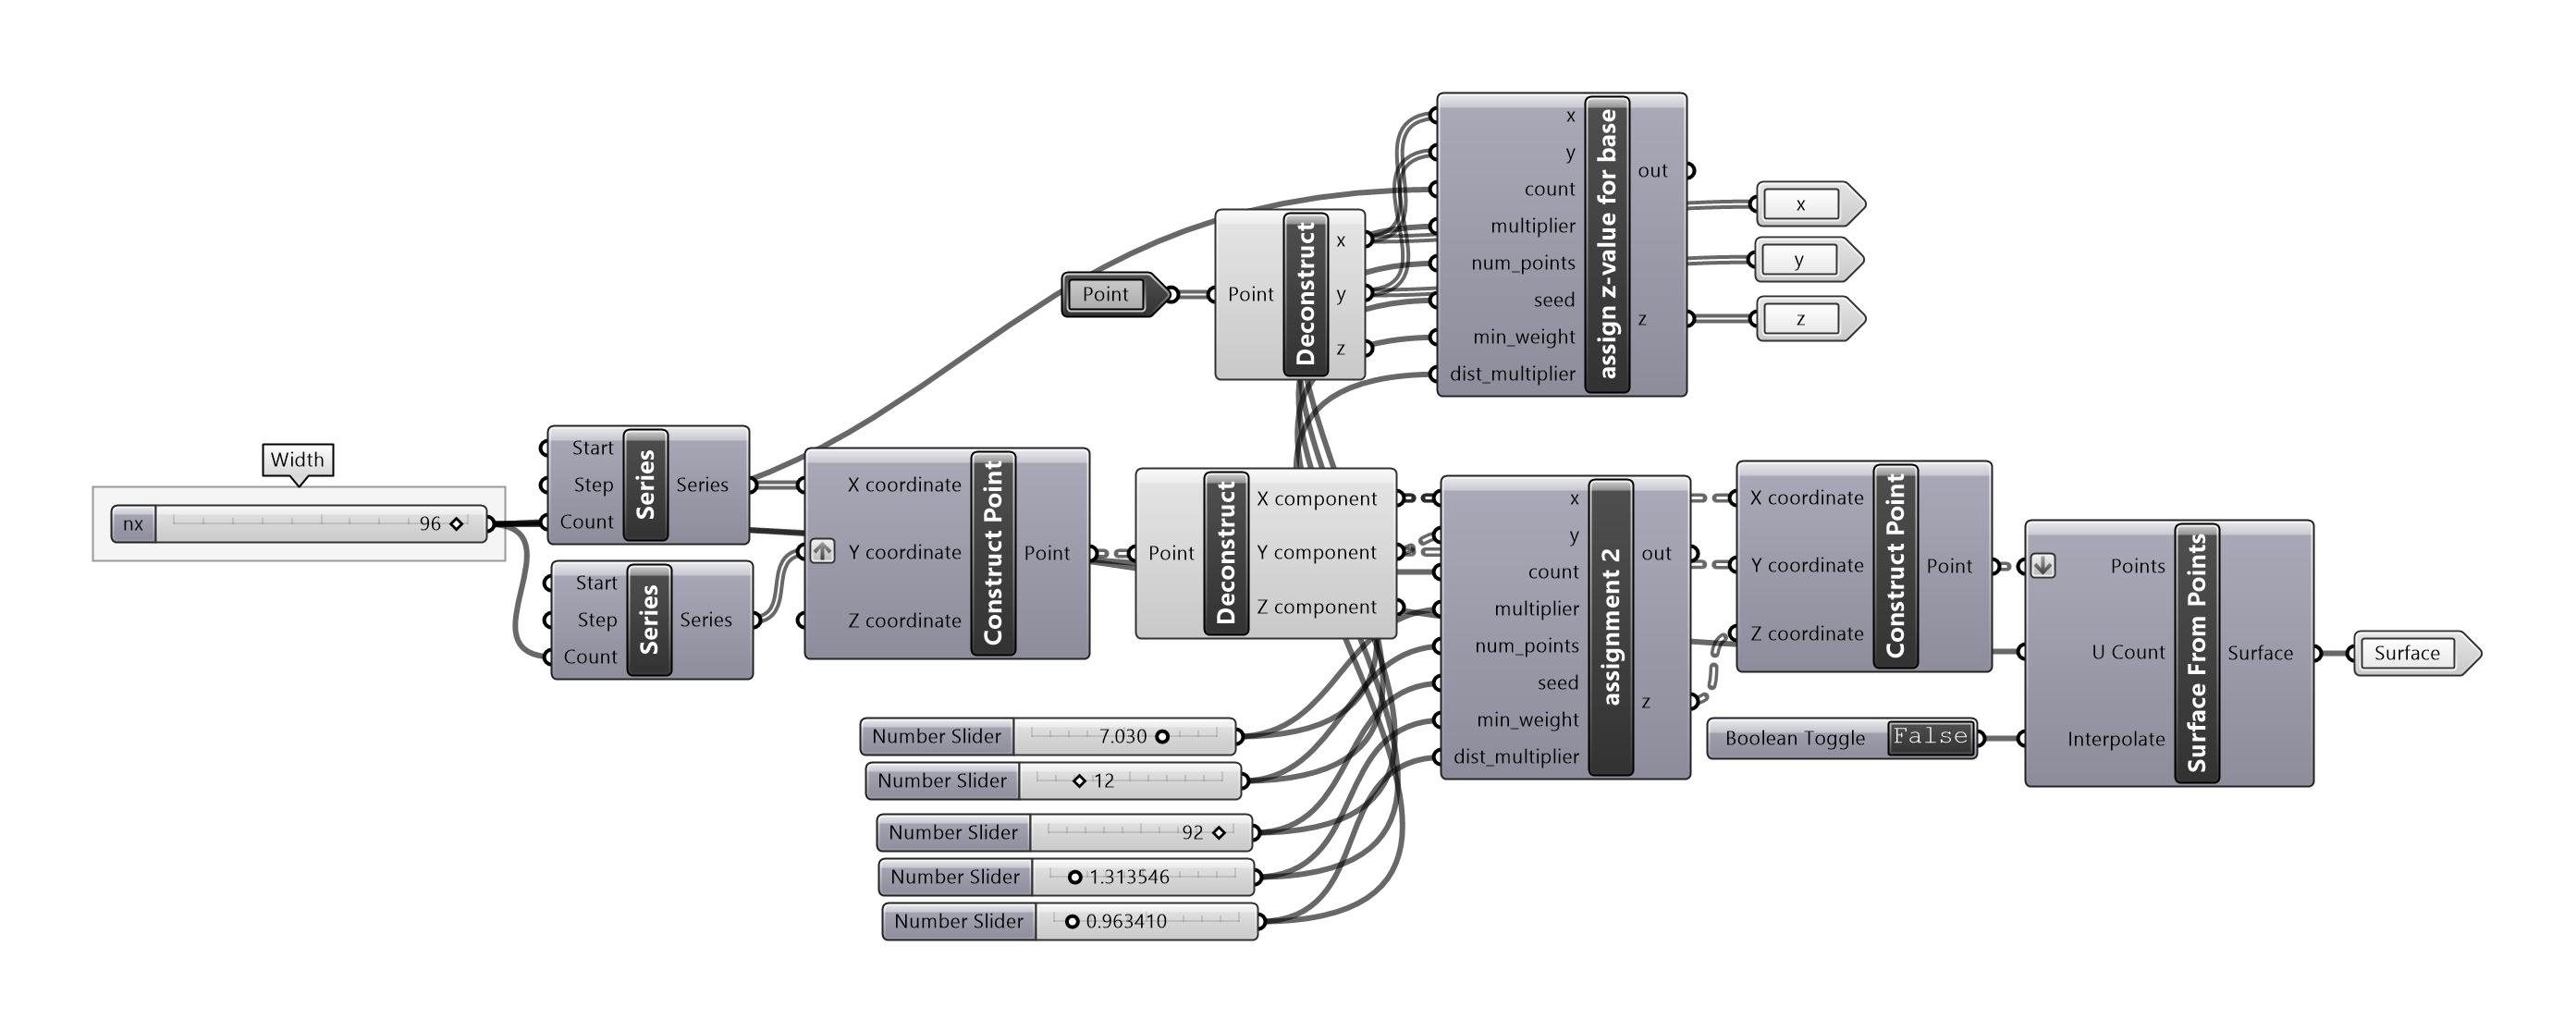 Width
nx 96
Start
Step
Count
Series
Series
Start
Step
Count
Series
Series
X coordinate
Y coordinate
Z coordinate
Construct Point
Point
Point
Point
Deconstruct
x
y
z
Point
Deconstruct
X component
Y component
Z component
x
y
count
multiplier
num_points
seed
min_weight
dist_multiplier
assign z-value for base
out
z
x
y
z
Number Slider 7.030
Number Slider 12
Number Slider 92
Number Slider 1.313546
Number Slider 0.963410
x
y
count
multiplier
num_points
seed
min_weight
dist_multiplier
assignment 2
out
z
X coordinate
Y coordinate
Z coordinate
Construct Point
Point
Boolean Toggle False
Points
U Count
Interpolate
Surface From Points
Surface
Surface